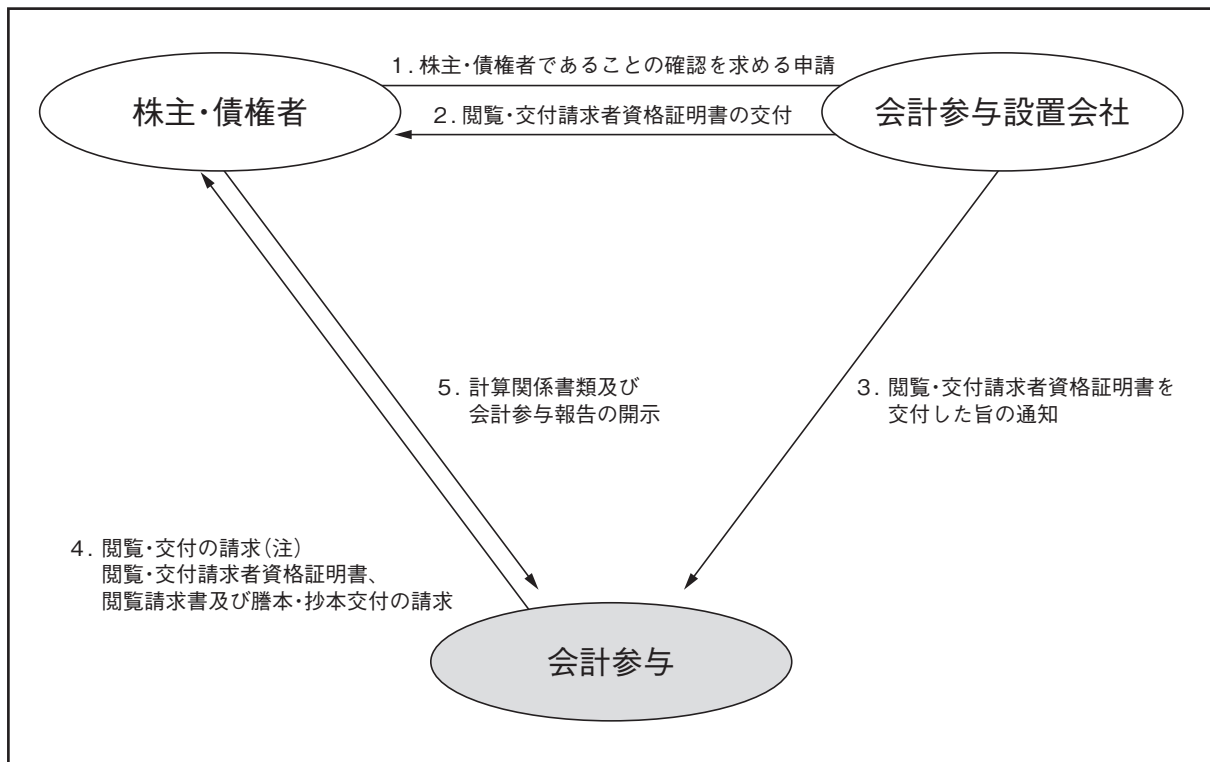 1. 株主・債権者であることの確認を求める申請
株主・債権者
会計参与設置会社
2. 閲覧・交付請求者資格証明書の交付
5. 計算関係書類及び
会計参与報告の開示
3. 閲覧・交付請求者資格証明書を
交付した旨の通知
4. 閲覧・交付の請求(注)
閲覧・交付請求者資格証明書、
閲覧請求書及び謄本・抄本交付の請求
会計参与